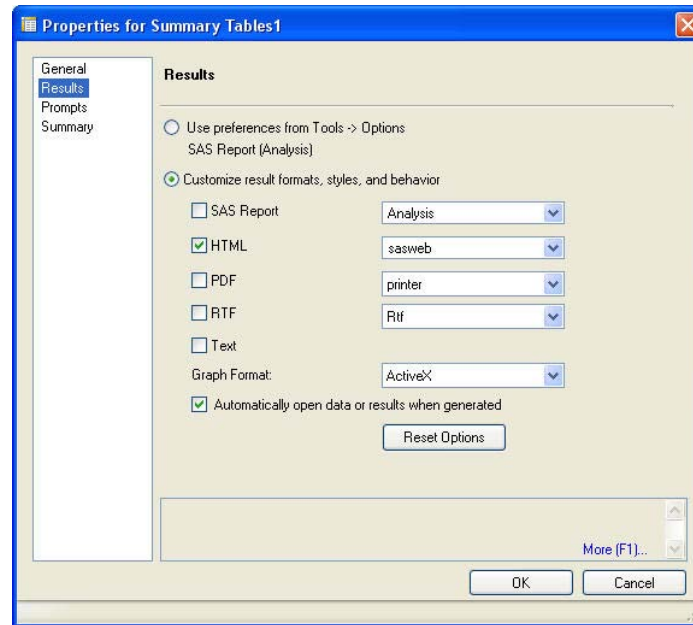 Properties for Summary Tables1
General
Results
Prompts
Summary
Results
Use preferences from Tools -> Options
SAS Report (Analysis)
Customize result formats, styles, and behavior
SAS Report Analysis
HTML sasweb
PDF printer
RTF Rtf
Text
Graph Format: ActiveX
Automatically open data or results when generated
Reset Options
More (F1)...
OK Cancel